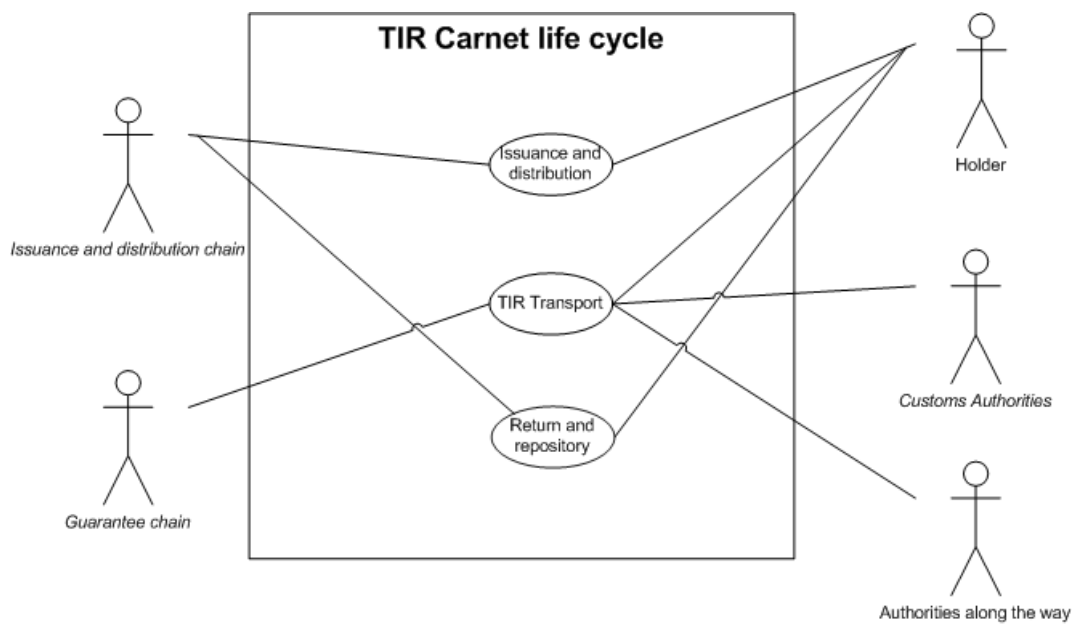 TIR Carnet life cycle
Issuance and
distribution
Holder
Issuance and distribution chain
TIR Transport
Customs Authorities
Return and
repository
Guarantee chain
Authorities along the way